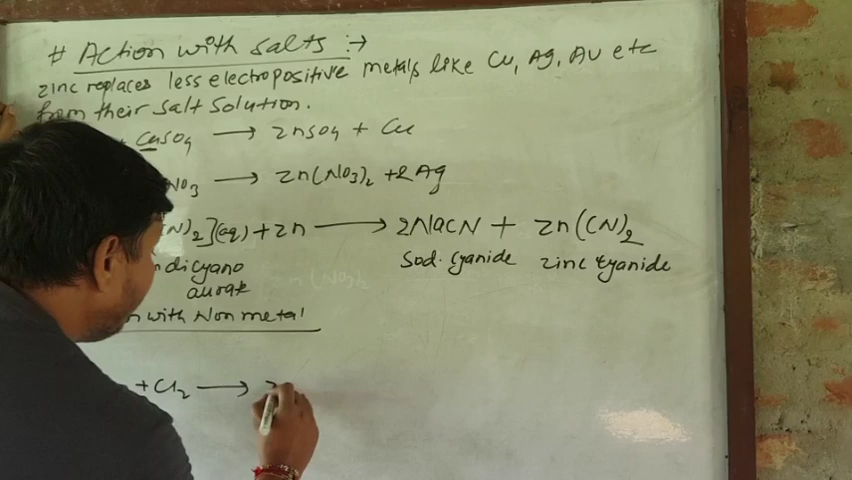 # Action with salts :→
zinc replaces less electropositive metals like Cu, Ag, Au etc
from their salt solution.
+ CuSO4 → znso4 + Cu
NO3 → zn(NO3)2 + 2Ag
N)2](aq) + zn → 2NaCN + zn(CN)2
ndicyano sod. cyanide zinc cyanide
aurate
n with Non metal
+ Cl2 → z